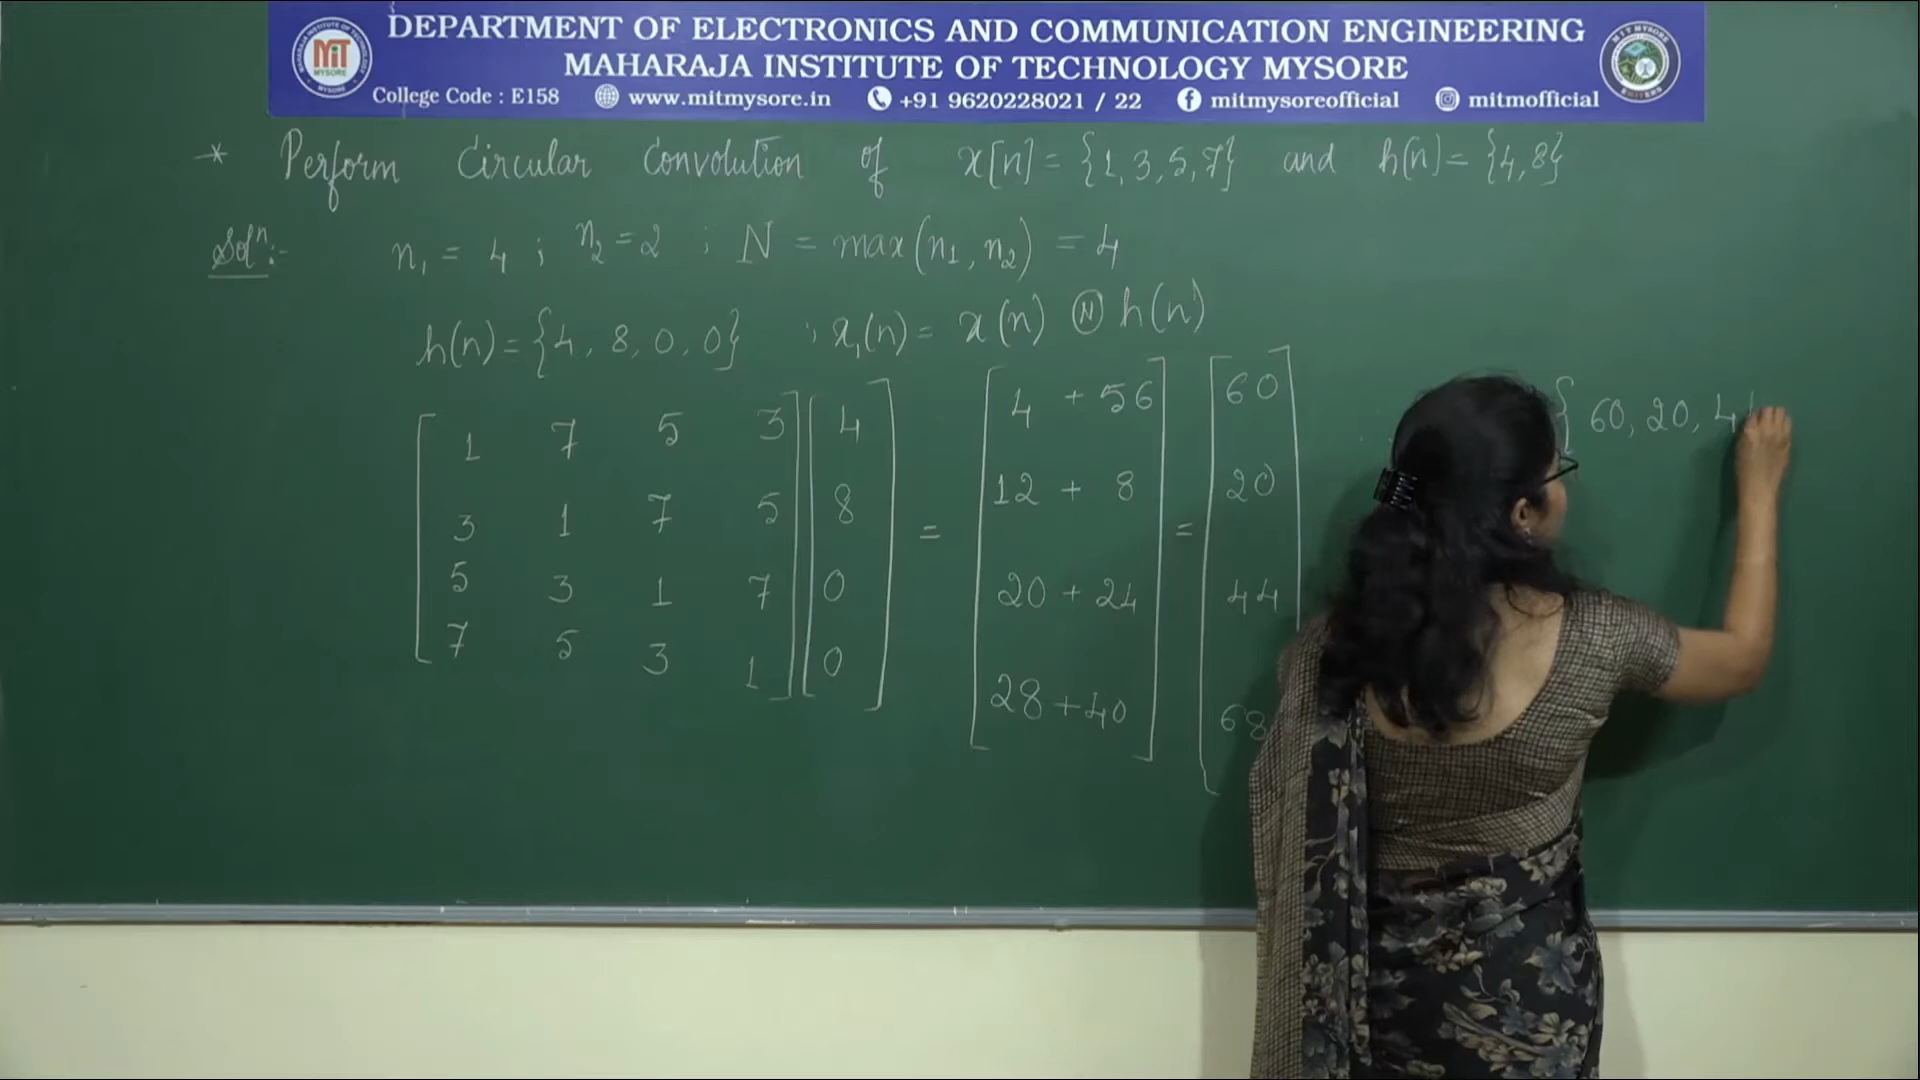 DEPARTMENT OF ELECTRONICS AND COMMUNICATION ENGINEERING
MAHARAJA INSTITUTE OF TECHNOLOGY MYSORE
College Code : E158 www.mitmysore.in +91 9620228021 / 22 mitmysoreofficial mitmofficial
MIT
MYSORE
* Perform Circular Convolution of x[n] = {1, 3, 5, 7} and h(n) = {4, 8}
Solⁿ:- n₁ = 4 ; n₂ = 2 ; N = max(n₁, n₂) = 4
h(n) = {4, 8, 0, 0} ; x₁(n) = x(n) Ⓝ h(n)
[1 7 5 3] [4] [4 + 56] [60] { 60, 20, 44
[3 1 7 5] [8] = [12 + 8] = [20]
[5 3 1 7] [0] [20 + 24] [44]
[7 5 3 1] [0] [28 + 40] [68]